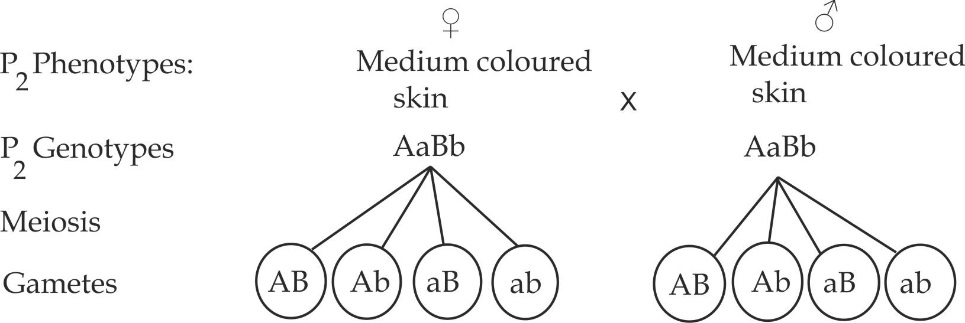 ♀ ♂
P2 Phenotypes: Medium coloured skin X Medium coloured skin
P2 Genotypes AaBb AaBb
Meiosis
Gametes AB Ab aB ab AB Ab aB ab